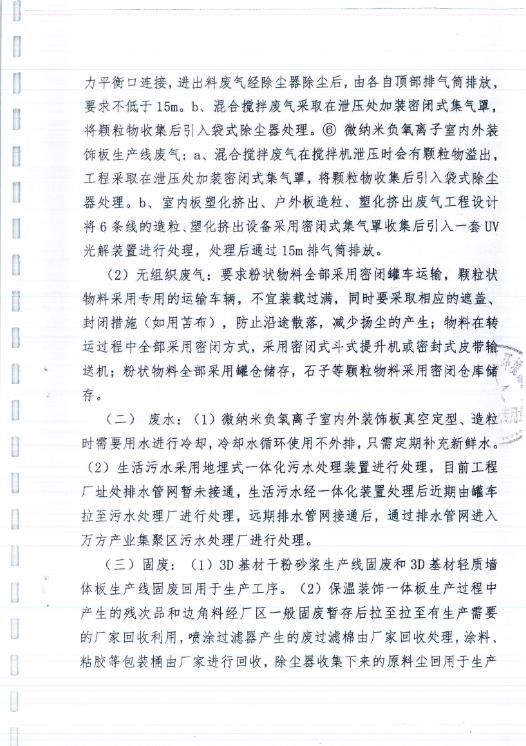 力平衡口连接，进出料废气经除尘器除尘后，由各自顶部排气筒排放，
要求不低于 15m。b、混合搅拌废气采取在泄压处加装密闭式集气罩，
将颗粒物收集后引入袋式除尘器处理。⑥ 微纳米负氧离子室内外装
饰板生产线废气：a、混合搅拌废气在搅拌机泄压时会有颗粒物溢出，
工程采取在泄压处加装密闭式集气罩，将颗粒物收集后引入袋式除尘
器处理。b、室内板塑化挤出、户外板造粒、塑化挤出废气工程设计
将 6 条线的造粒、塑化挤出设备采用密闭式集气罩收集后引入一套 UV
光解装置进行处理，处理后通过 15m 排气筒排放。
（2）无组织废气：要求粉状物料全部采用密闭罐车运输，颗粒状
物料采用专用的运输车辆，不宜装载过满，同时要采取相应的遮盖、
封闭措施（如用苫布），防止沿途散落，减少扬尘的产生；物料在转
运过程中全部采用密闭方式，采用密闭式斗式提升机或密封式皮带输
送机；粉状物料全部采用罐仓储存，石子等颗粒物料采用密闭仓库储
存。
（二） 废水：（1）微纳米负氧离子室内外装饰板真空定型、造粒
时需要用水进行冷却，冷却水循环使用不外排，只需定期补充新鲜水。
（2）生活污水采用地埋式一体化污水处理装置进行处理，目前工程
厂址处排水管网暂未接通，生活污水经一体化装置处理后近期由罐车
拉至污水处理厂进行处理，远期排水管网接通后，通过排水管网进入
万方产业集聚区污水处理厂进行处理。
（三）固废：（1）3D 基材干粉砂浆生产线固废和 3D 基材轻质墙
体板生产线固废回用于生产工序。（2）保温装饰一体板生产过程中
产生的残次品和边角料经厂区一般固废暂存后拉至拉至有生产需要
的厂家回收利用，喷涂过滤器产生的废过滤棉由厂家回收处理，涂料、
粘胶等包装桶由厂家进行回收，除尘器收集下来的原料尘回用于生产